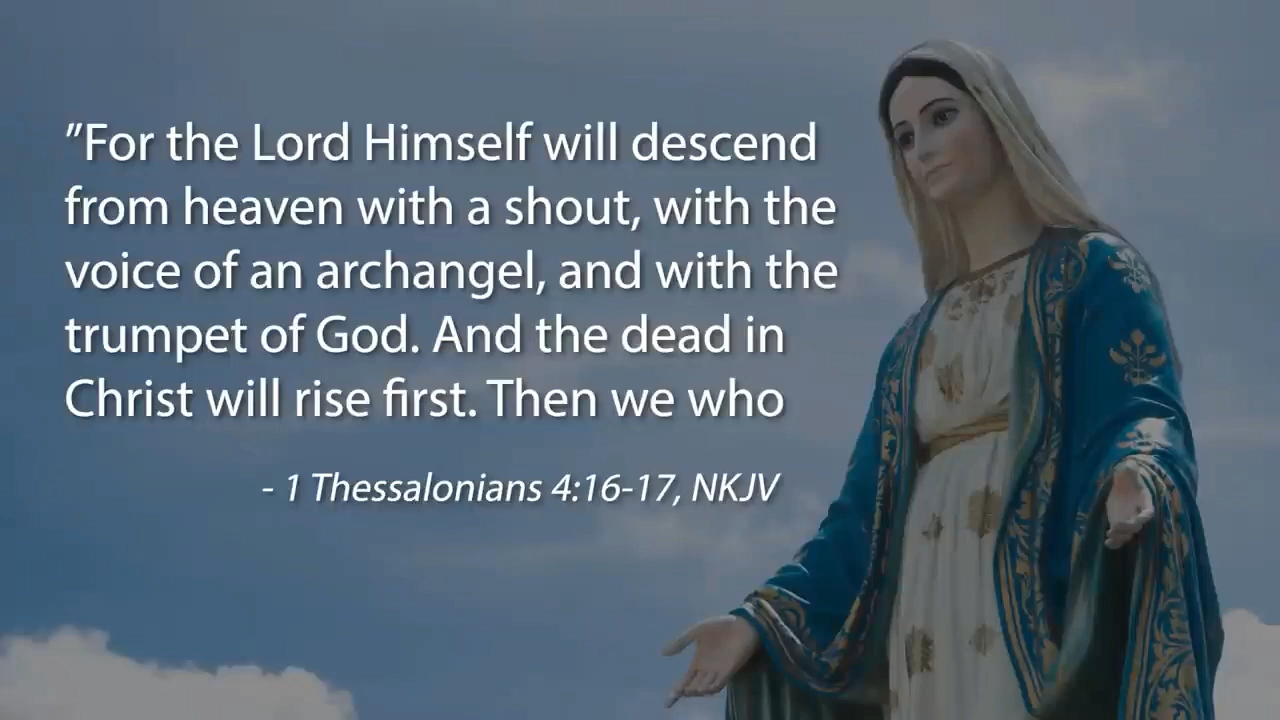 ”For the Lord Himself will descend
from heaven with a shout, with the
voice of an archangel, and with the
trumpet of God. And the dead in
Christ will rise first. Then we who
- 1 Thessalonians 4:16-17, NKJV